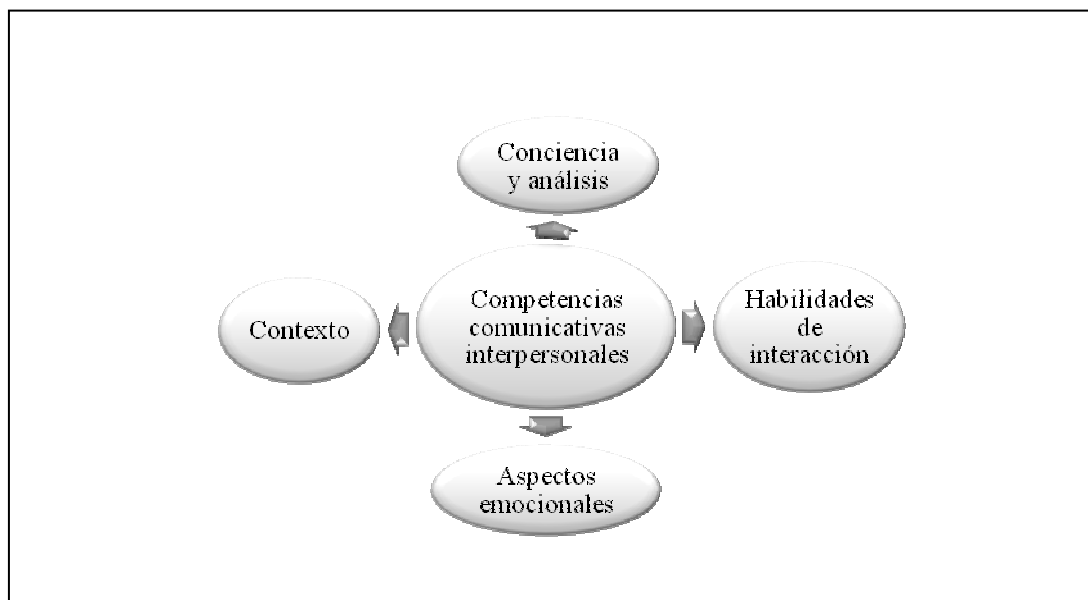 Conciencia
y análisis
Contexto
Competencias
comunicativas
interpersonales
Habilidades
de
interacción
Aspectos
emocionales